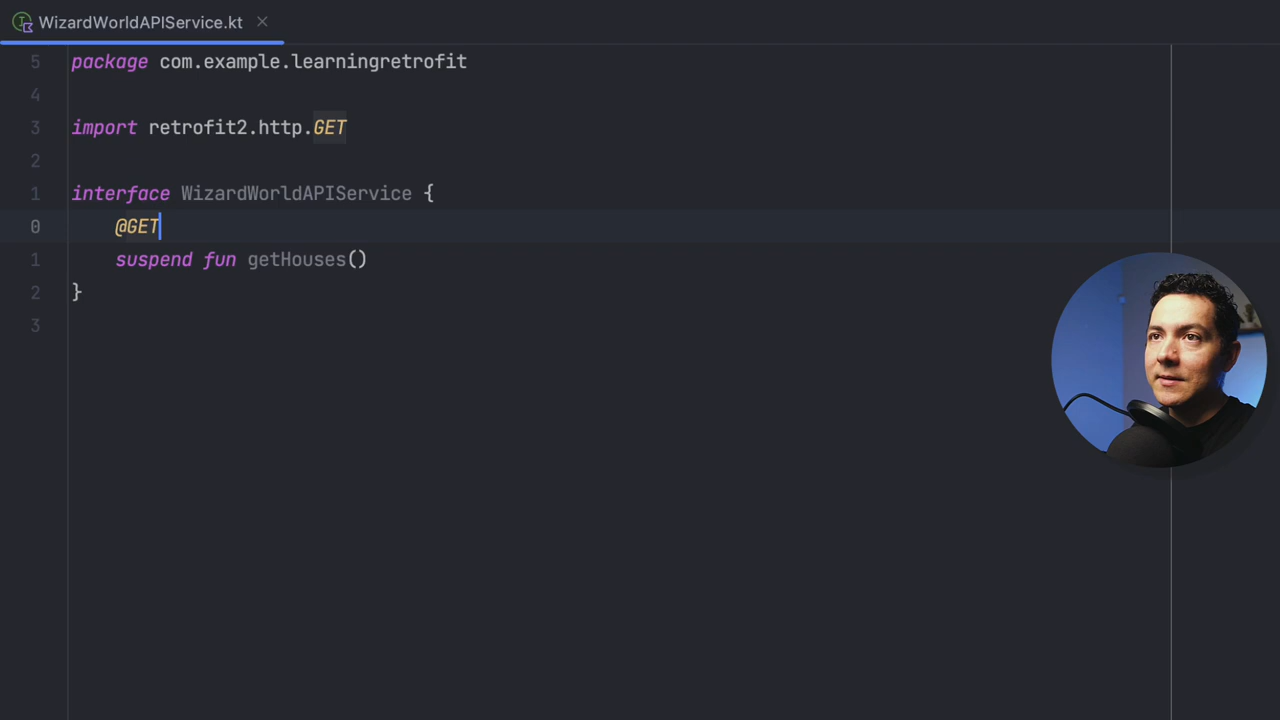 WizardWorldAPIService.kt
5 package com.example.learningretrofit
4
3 import retrofit2.http.GET
2
1 interface WizardWorldAPIService {
0 @GET
1 suspend fun getHouses()
2 }
3